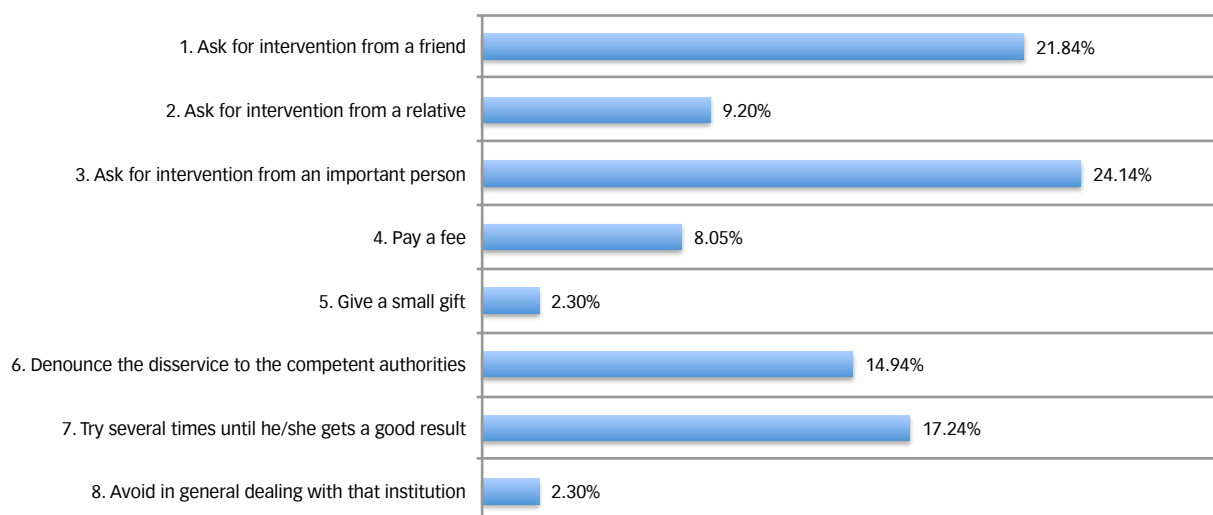 1. Ask for intervention from a friend 21.84%
2. Ask for intervention from a relative 9.20%
3. Ask for intervention from an important person 24.14%
4. Pay a fee 8.05%
5. Give a small gift 2.30%
6. Denounce the disservice to the competent authorities 14.94%
7. Try several times until he/she gets a good result 17.24%
8. Avoid in general dealing with that institution 2.30%